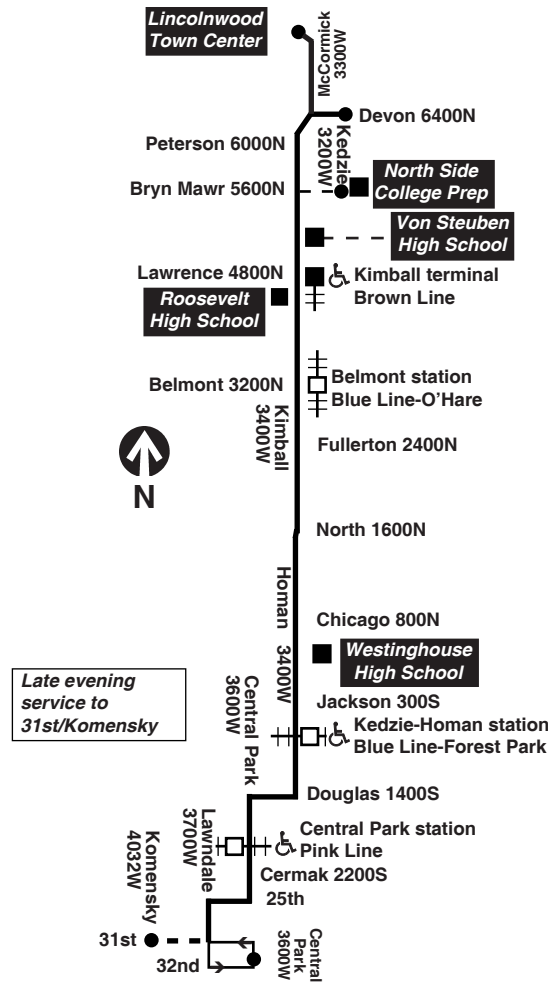 Lincolnwood
Town Center
McCormick
3300W
Devon 6400N
Peterson 6000N
Kedzie
3200W
Bryn Mawr 5600N
North Side
College Prep
Von Steuben
High School
Lawrence 4800N
Kimball terminal
Brown Line
Roosevelt
High School
Belmont 3200N
Belmont station
Blue Line-O’Hare
Kimball
3400W
Fullerton 2400N
N
North 1600N
Homan 3400W
Chicago 800N
Westinghouse
High School
Late evening
service to
31st/Komensky
Central Park
3600W
Jackson 300S
Kedzie-Homan station
Blue Line-Forest Park
Douglas 1400S
Lawndale
3700W
Komensky
4032W
Central Park station
Pink Line
Cermak 2200S
25th
31st
32nd
Central
Park
3600W